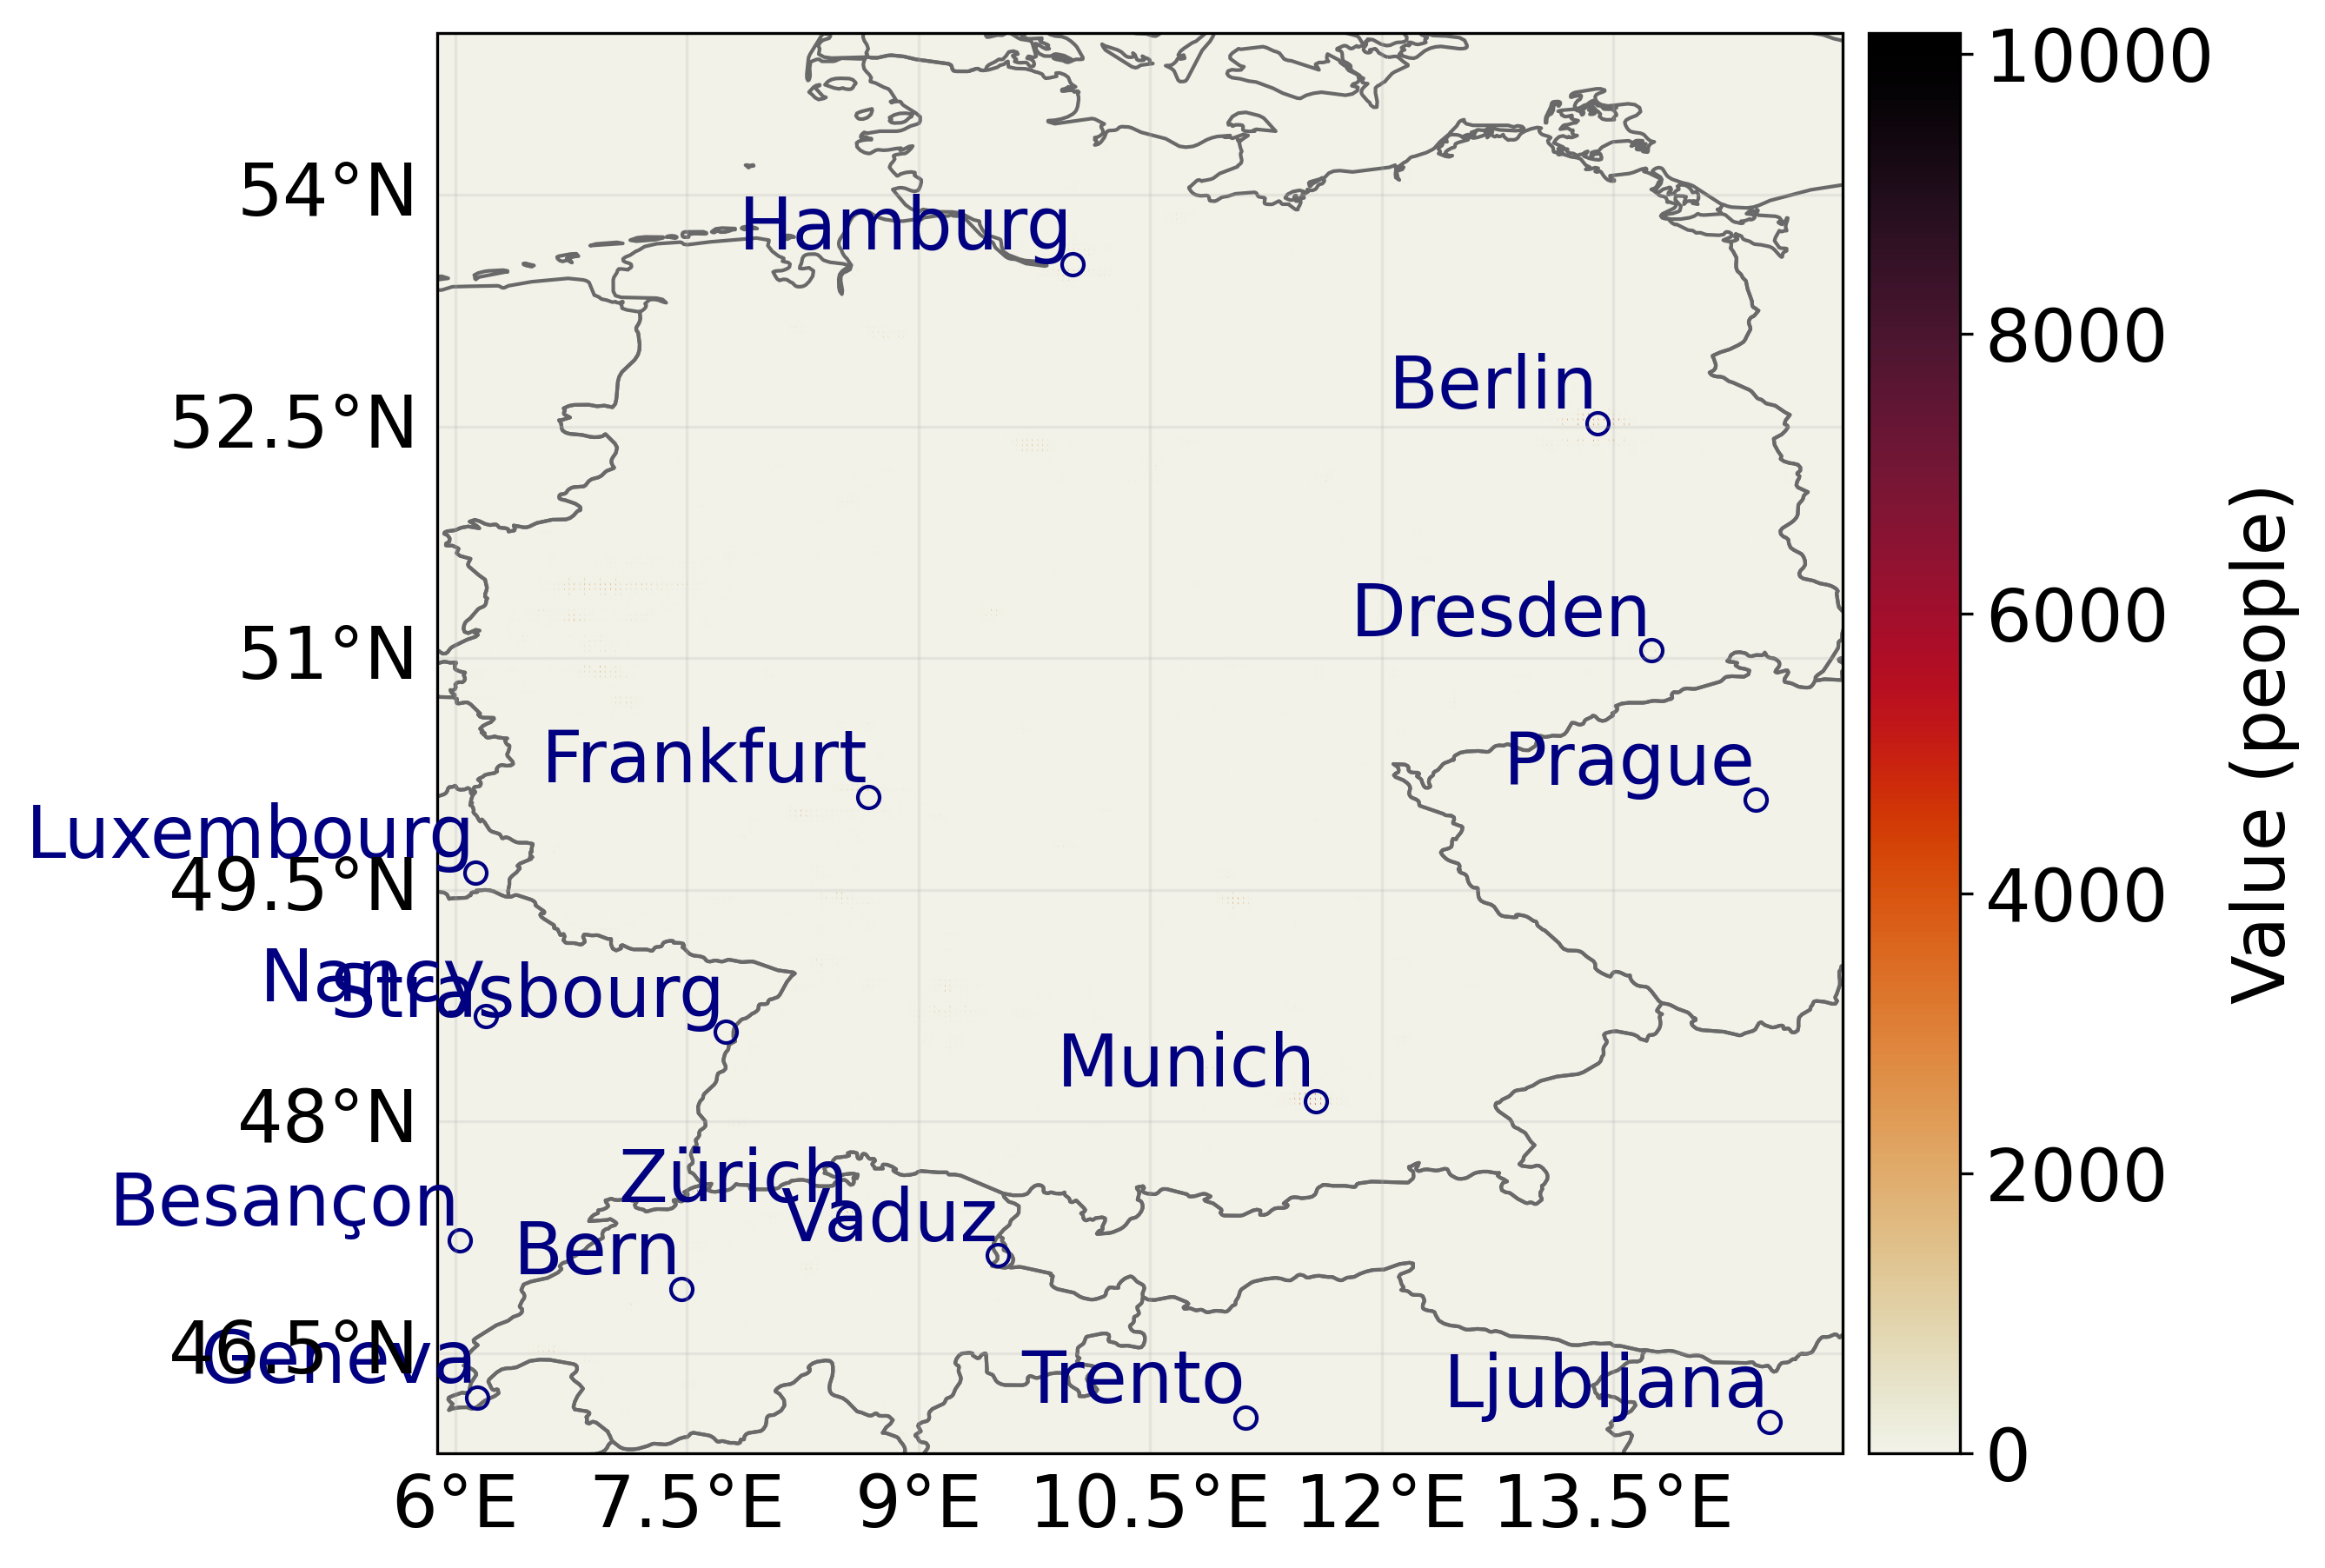 10000
54°N
Hamburg
8000
Berlin
52.5°N
Dresden
6000
51°N
Frankfurt
Prague
Value (people)
Luxembourg
49.5°N
4000
Nancy
Strasbourg
Munich
48°N
Zürich
2000
Besançon
Vaduz
Bern
46.5°N
Geneva
Trento
Ljubljana
0
6°E 7.5°E 9°E 10.5°E 12°E 13.5°E